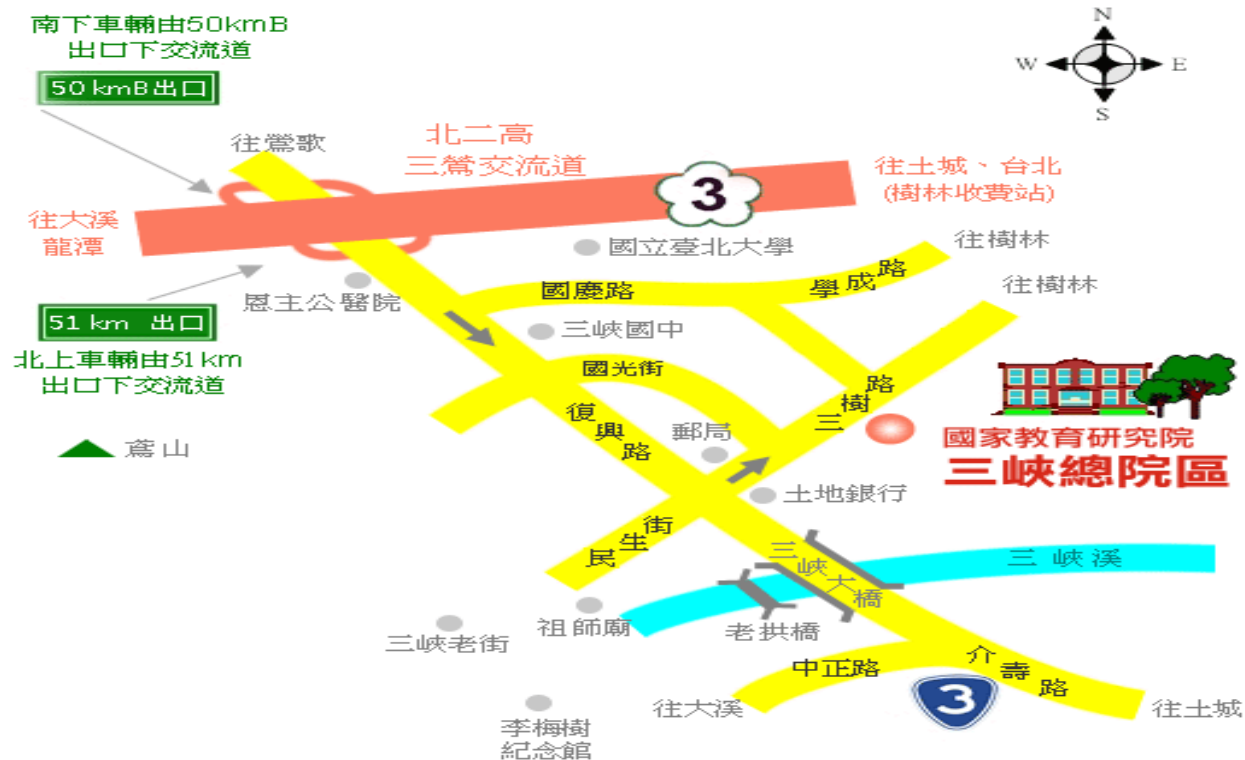 南下車輛由50kmB
出口下交流道
50 kmB出口
N
W
E
S
往鶯歌
北二高
三鶯交流道
3
往土城、台北
(樹林收費站)
往大溪
龍潭
國立臺北大學
往樹林
恩主公醫院
國慶路
學成路
往樹林
51 km 出口
三峽國中
北上車輛由51km
出口下交流道
國光街
復興路
三樹路
郵局
鳶山
國家教育研究院
三峽總院區
土地銀行
民生街
三峽大橋
三峽溪
祖師廟
老拱橋
三峽老街
中正路
介壽路
3
往大溪
往土城
李梅樹
紀念館